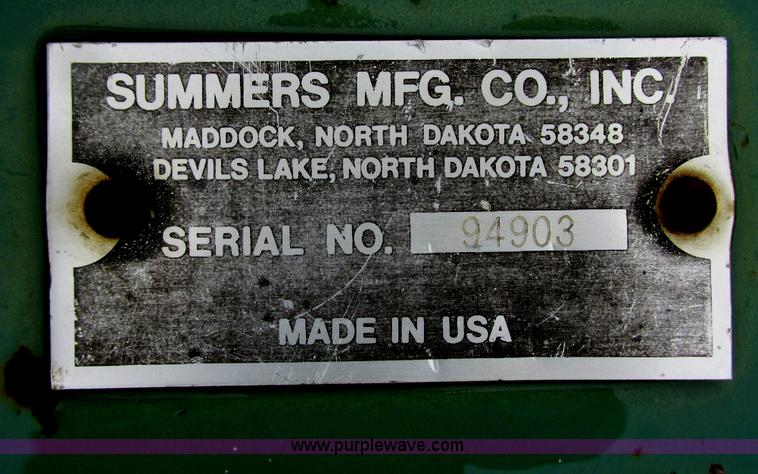 SUMMERS MFG. CO., INC.
MADDOCK, NORTH DAKOTA 58348
DEVILS LAKE, NORTH DAKOTA 58301
SERIAL NO. 94903
MADE IN USA
www.purplewave.com